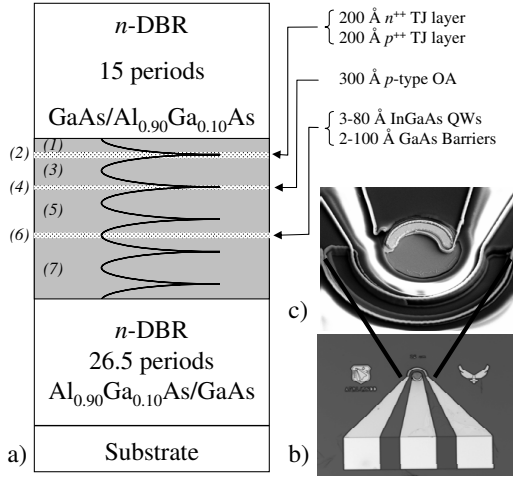 n-DBR
15 periods
GaAs/Al0.90Ga0.10As
(1)
(2)
(3)
(4)
(5)
(6)
(7)
n-DBR
26.5 periods
Al0.90Ga0.10As/GaAs
Substrate
a)
200 Å n++ TJ layer
200 Å p++ TJ layer
300 Å p-type OA
3-80 Å InGaAs QWs
2-100 Å GaAs Barriers
c)
b)